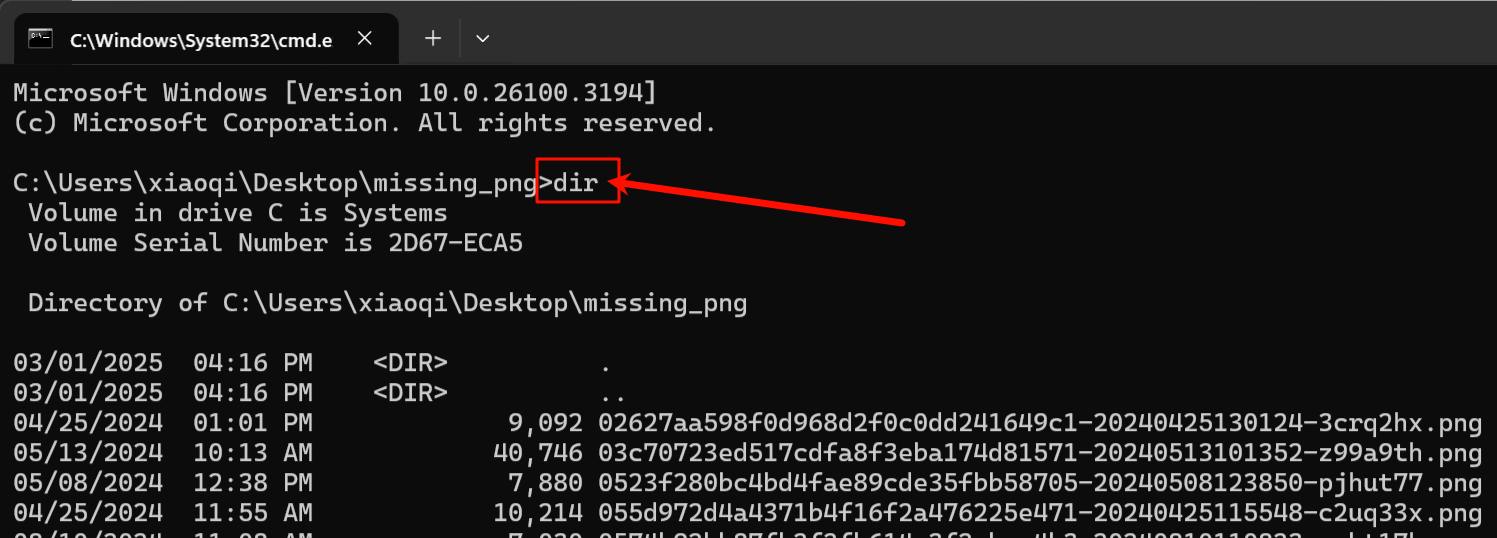 C:\Windows\System32\cmd.e
Microsoft Windows [Version 10.0.26100.3194]
(c) Microsoft Corporation. All rights reserved.
C:\Users\xiaoqi\Desktop\missing_png>dir
Volume in drive C is Systems
Volume Serial Number is 2D67-ECA5
Directory of C:\Users\xiaoqi\Desktop\missing_png
03/01/2025  04:16 PM    <DIR>          .
03/01/2025  04:16 PM    <DIR>          ..
04/25/2024  01:01 PM             9,092 02627aa598f0d968d2f0c0dd241649c1-20240425130124-3crq2hx.png
05/13/2024  10:13 AM            40,746 03c70723ed517cdfa8f3eba174d81571-20240513101352-z99a9th.png
05/08/2024  12:38 PM             7,880 0523f280bc4bd4fae89cde35fbb58705-20240508123850-pjhut77.png
04/25/2024  11:55 AM            10,214 055d972d4a4371b4f16f2a476225e471-20240425115548-c2uq33x.png